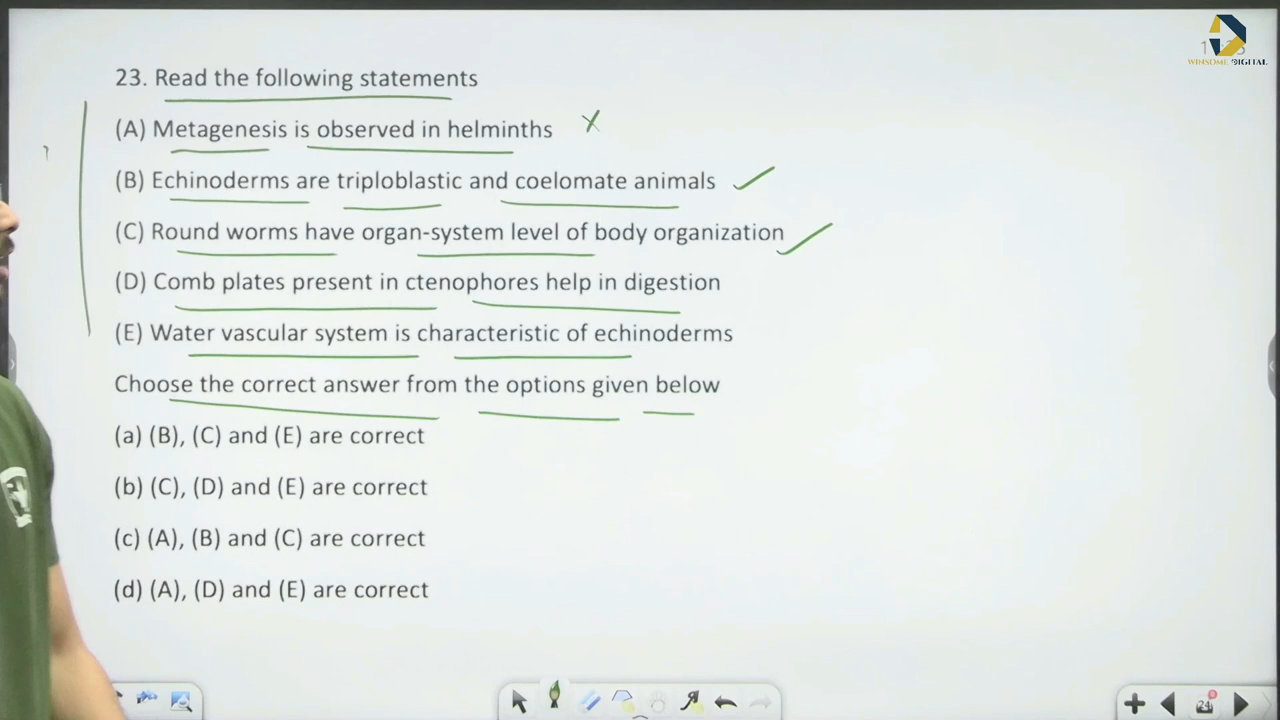 WINSOME DIGITAL
23. Read the following statements
(A) Metagenesis is observed in helminths
(B) Echinoderms are triploblastic and coelomate animals
(C) Round worms have organ-system level of body organization
(D) Comb plates present in ctenophores help in digestion
(E) Water vascular system is characteristic of echinoderms
Choose the correct answer from the options given below
(a) (B), (C) and (E) are correct
(b) (C), (D) and (E) are correct
(c) (A), (B) and (C) are correct
(d) (A), (D) and (E) are correct
24